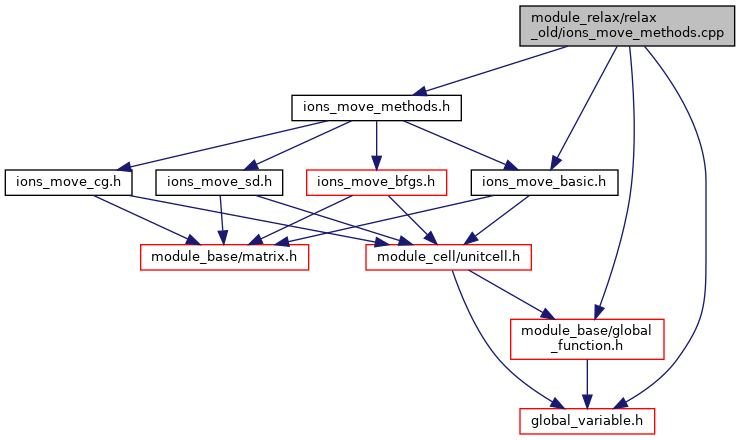 module_relax/relax
_old/ions_move_methods.cpp
ions_move_methods.h
ions_move_cg.h
ions_move_sd.h
ions_move_bfgs.h
ions_move_basic.h
module_base/matrix.h
module_cell/unitcell.h
module_base/global
_function.h
global_variable.h